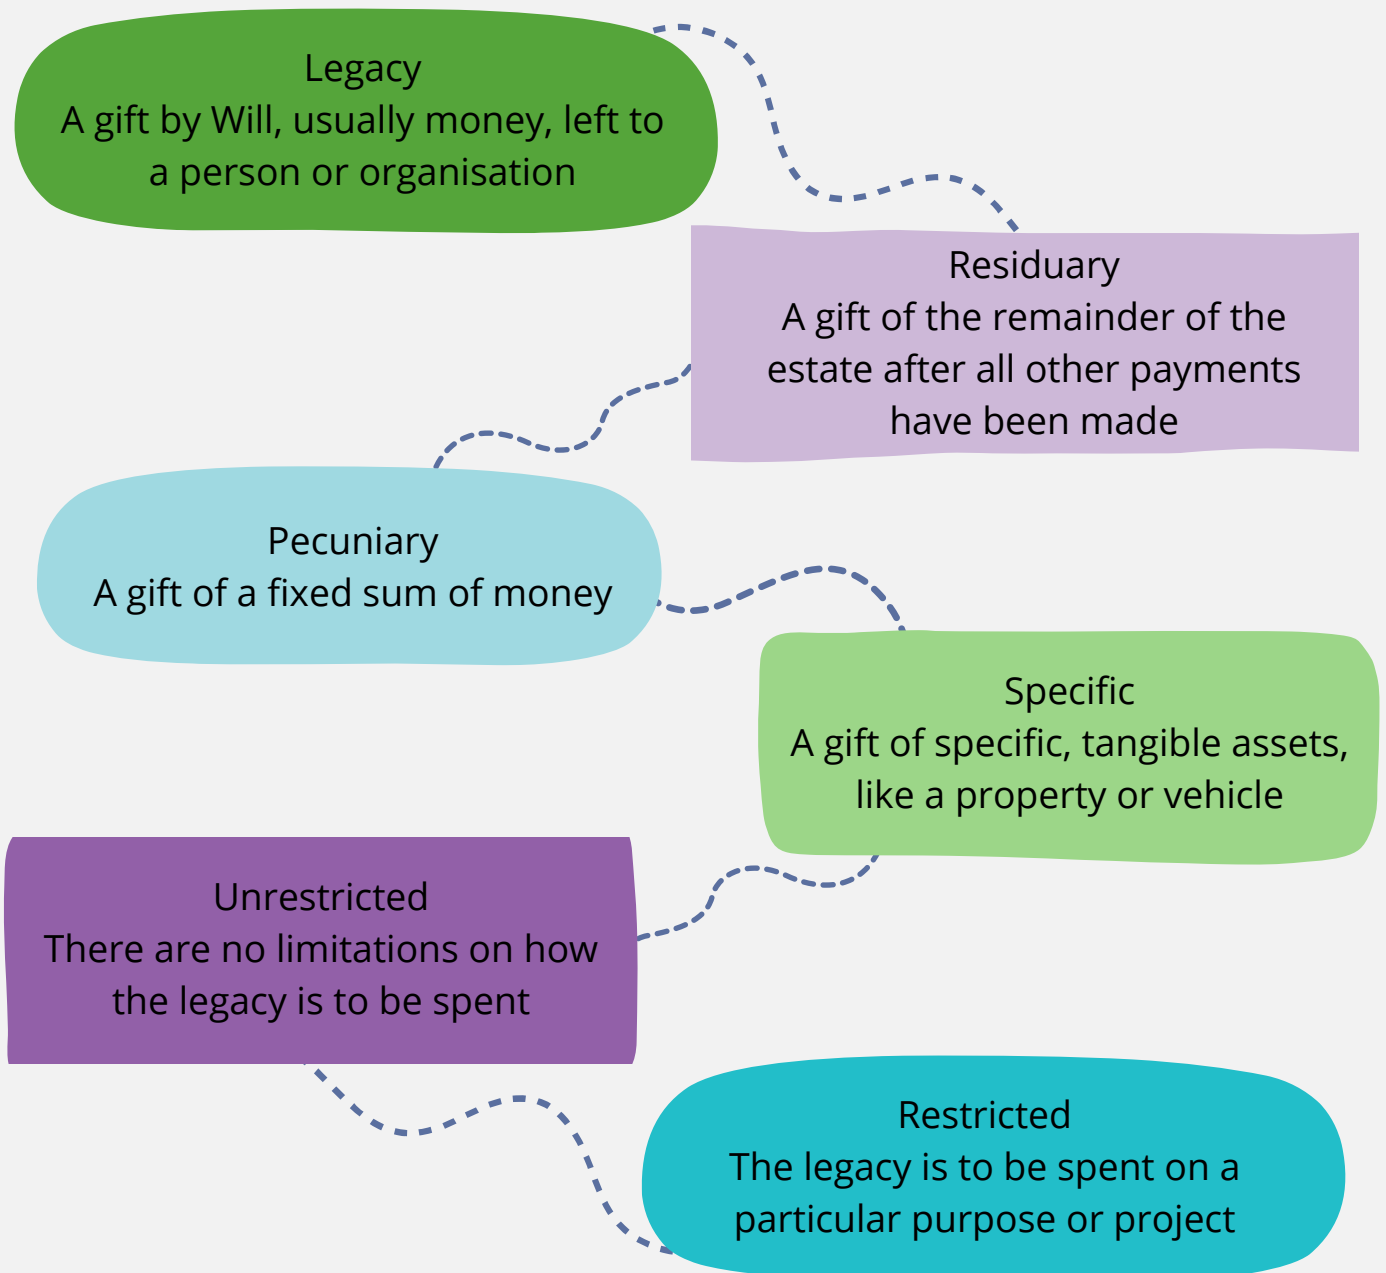 Legacy
A gift by Will, usually money, left to
a person or organisation
Residuary
A gift of the remainder of the
estate after all other payments
have been made
Pecuniary
A gift of a fixed sum of money
Specific
A gift of specific, tangible assets,
like a property or vehicle
Unrestricted
There are no limitations on how
the legacy is to be spent
Restricted
The legacy is to be spent on a
particular purpose or project